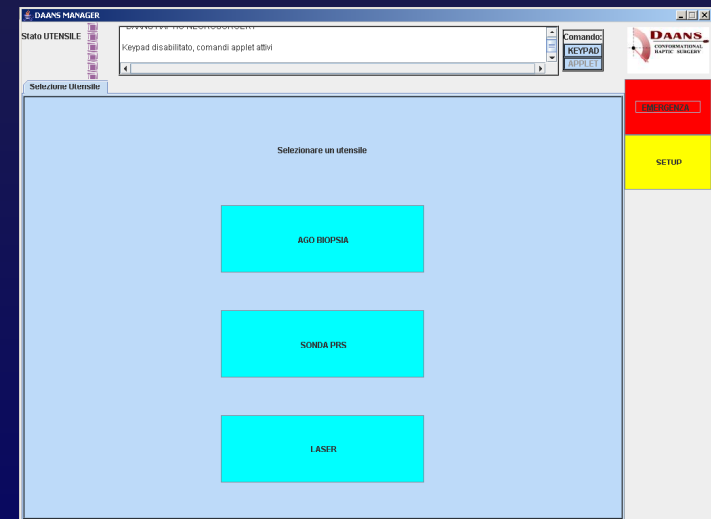 DAANS MANAGER
Stato UTENSILE
Keypad disabilitato, comandi applet attivi
Comando:
KEYPAD
APPLET
DAANS
CONFORMATIONAL
HAPTIC SURGERY
Selezione Utensile
EMERGENZA
SETUP
Selezionare un utensile
AGO BIOPSIA
SONDA PRS
LASER